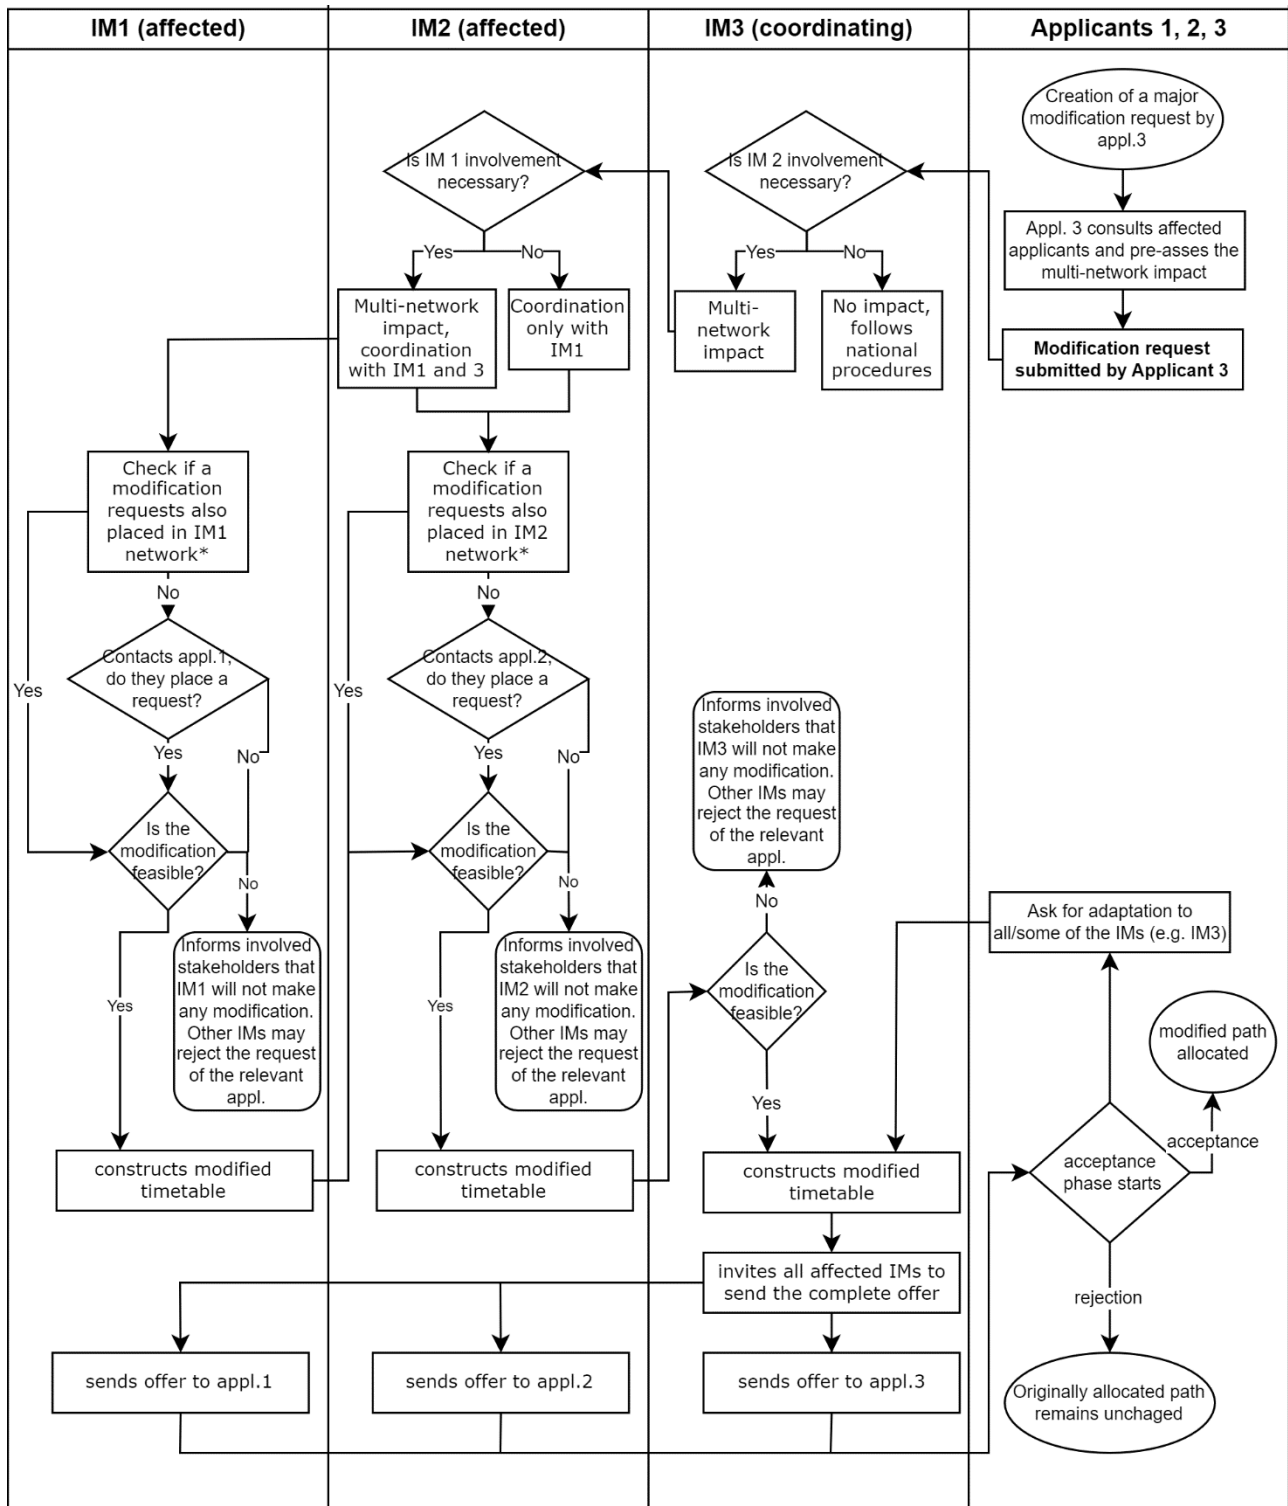 IM1 (affected)
IM2 (affected)
IM3 (coordinating)
Applicants 1, 2, 3
Creation of a major
modification request by
appl.3
Is IM 1 involvement
necessary?
Is IM 2 involvement
necessary?
Appl. 3 consults affected
applicants and pre-asses the
multi-network impact
Yes
No
Yes
No
Multi-network
impact,
coordination
with IM1 and 3
Coordination
only with
IM1
Multi-
network
impact
No impact,
follows
national
procedures
Modification request
submitted by Applicant 3
Check if a
modification
requests also
placed in IM1
network*
Check if a
modification
requests also
placed in IM2
network*
No
No
Contacts appl.1,
do they place a
request?
Contacts appl.2,
do they place a
request?
Yes
Yes
Yes
No
Yes
No
Informs involved
stakeholders that
IM3 will not make
any modification.
Other IMs may
reject the request
of the relevant
appl.
Is the
modification
feasible?
Is the
modification
feasible?
No
No
No
Ask for adaptation to
all/some of the IMs (e.g. IM3)
Informs involved
stakeholders that
IM1 will not make
any modification.
Other IMs may
reject the request
of the relevant
appl.
Informs involved
stakeholders that
IM2 will not make
any modification.
Other IMs may
reject the request
of the relevant
appl.
Is the
modification
feasible?
Yes
Yes
modified path
allocated
Yes
acceptance
constructs modified
timetable
constructs modified
timetable
constructs modified
timetable
acceptance
phase starts
invites all affected IMs to
send the complete offer
rejection
sends offer to appl.1
sends offer to appl.2
sends offer to appl.3
Originally allocated path
remains unchaged